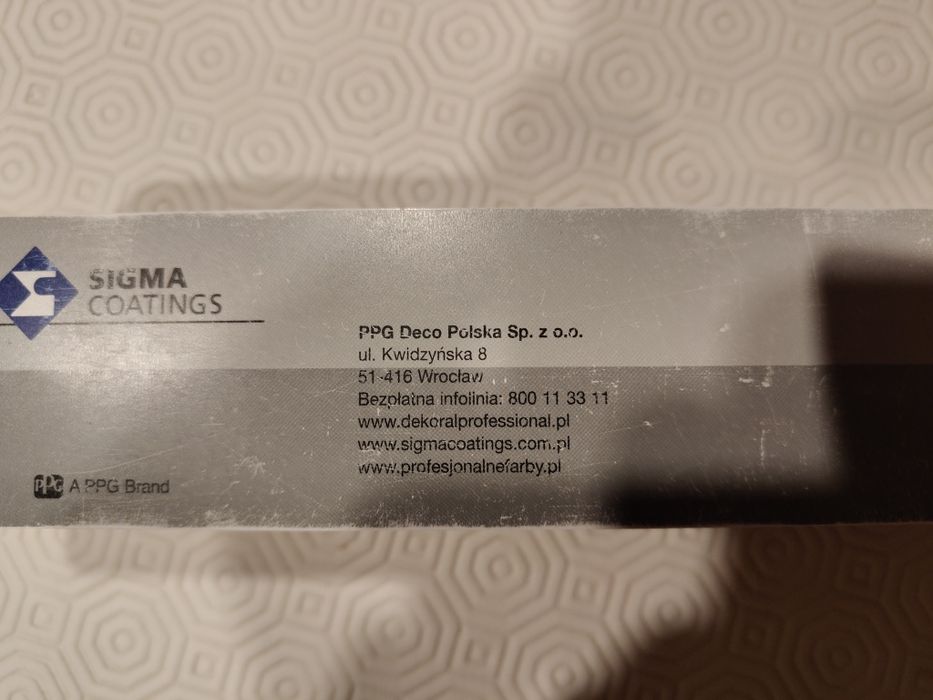 SIGMA
COATINGS
PPG Deco Polska Sp. z o.o.
ul. Kwidzyńska 8
51-416 Wrocław
Bezpłatna infolinia: 800 11 33 11
www.dekoralprofessional.pl
www.sigmacoatings.com.pl
www.profesjonalnefarby.pl
PPG A PPG Brand